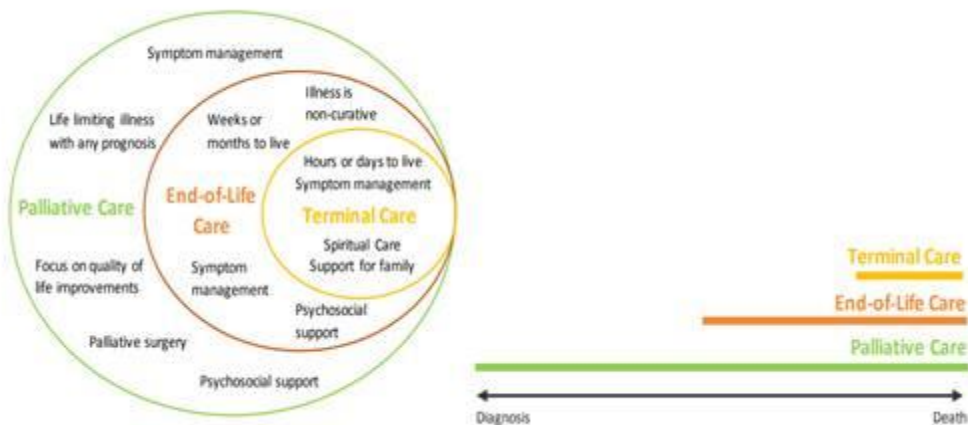 Symptom management
Illness is
non-curative
Life limiting illness
with any prognosis
Weeks or
months to live
Hours or days to live
Symptom management
Palliative Care
End-of-Life
Care
Terminal Care
Spiritual Care
Support for family
Focus on quality of
life improvements
Symptom
management
Psychosocial
support
Palliative surgery
Psychosocial support
Terminal Care
End-of-Life Care
Palliative Care
Diagnosis
Death